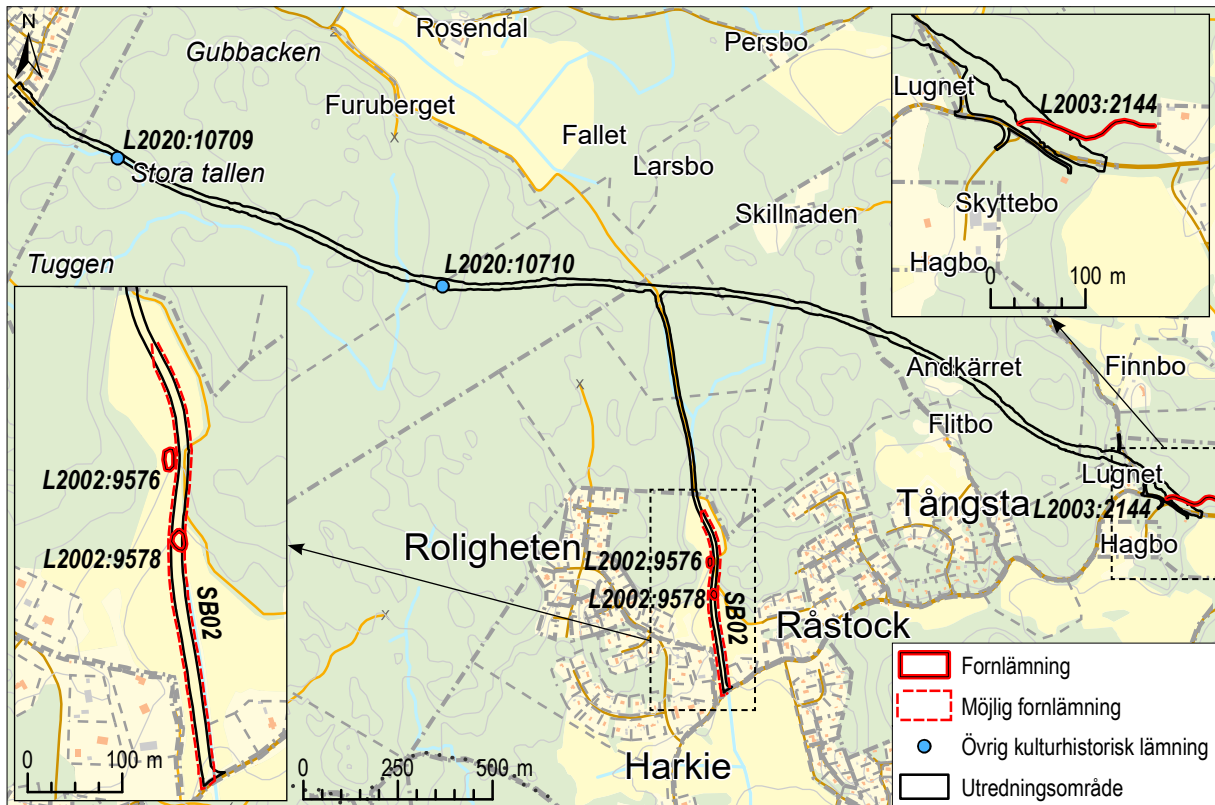 N
Gubbacken
Rosendal
Persbo
Furuberget
Fallet
Larsbo
L2020:10709
Stora tallen
Skillnaden
Tuggen
L2020:10710
Andkärret
Finnbo
Flitbo
Lugnet
Tångsta
L2003:2144
Hagbo
Roligheten
L2002:9576
L2002:9578
SB02
Råstock
Harkie
0 250 500 m
Lugnet
L2003:2144
Skyttebo
Hagbo
0 100 m
L2002:9576
L2002:9578
SB02
0 100 m
Fornlämning
Möjlig fornlämning
Övrig kulturhistorisk lämning
Utredningsområde